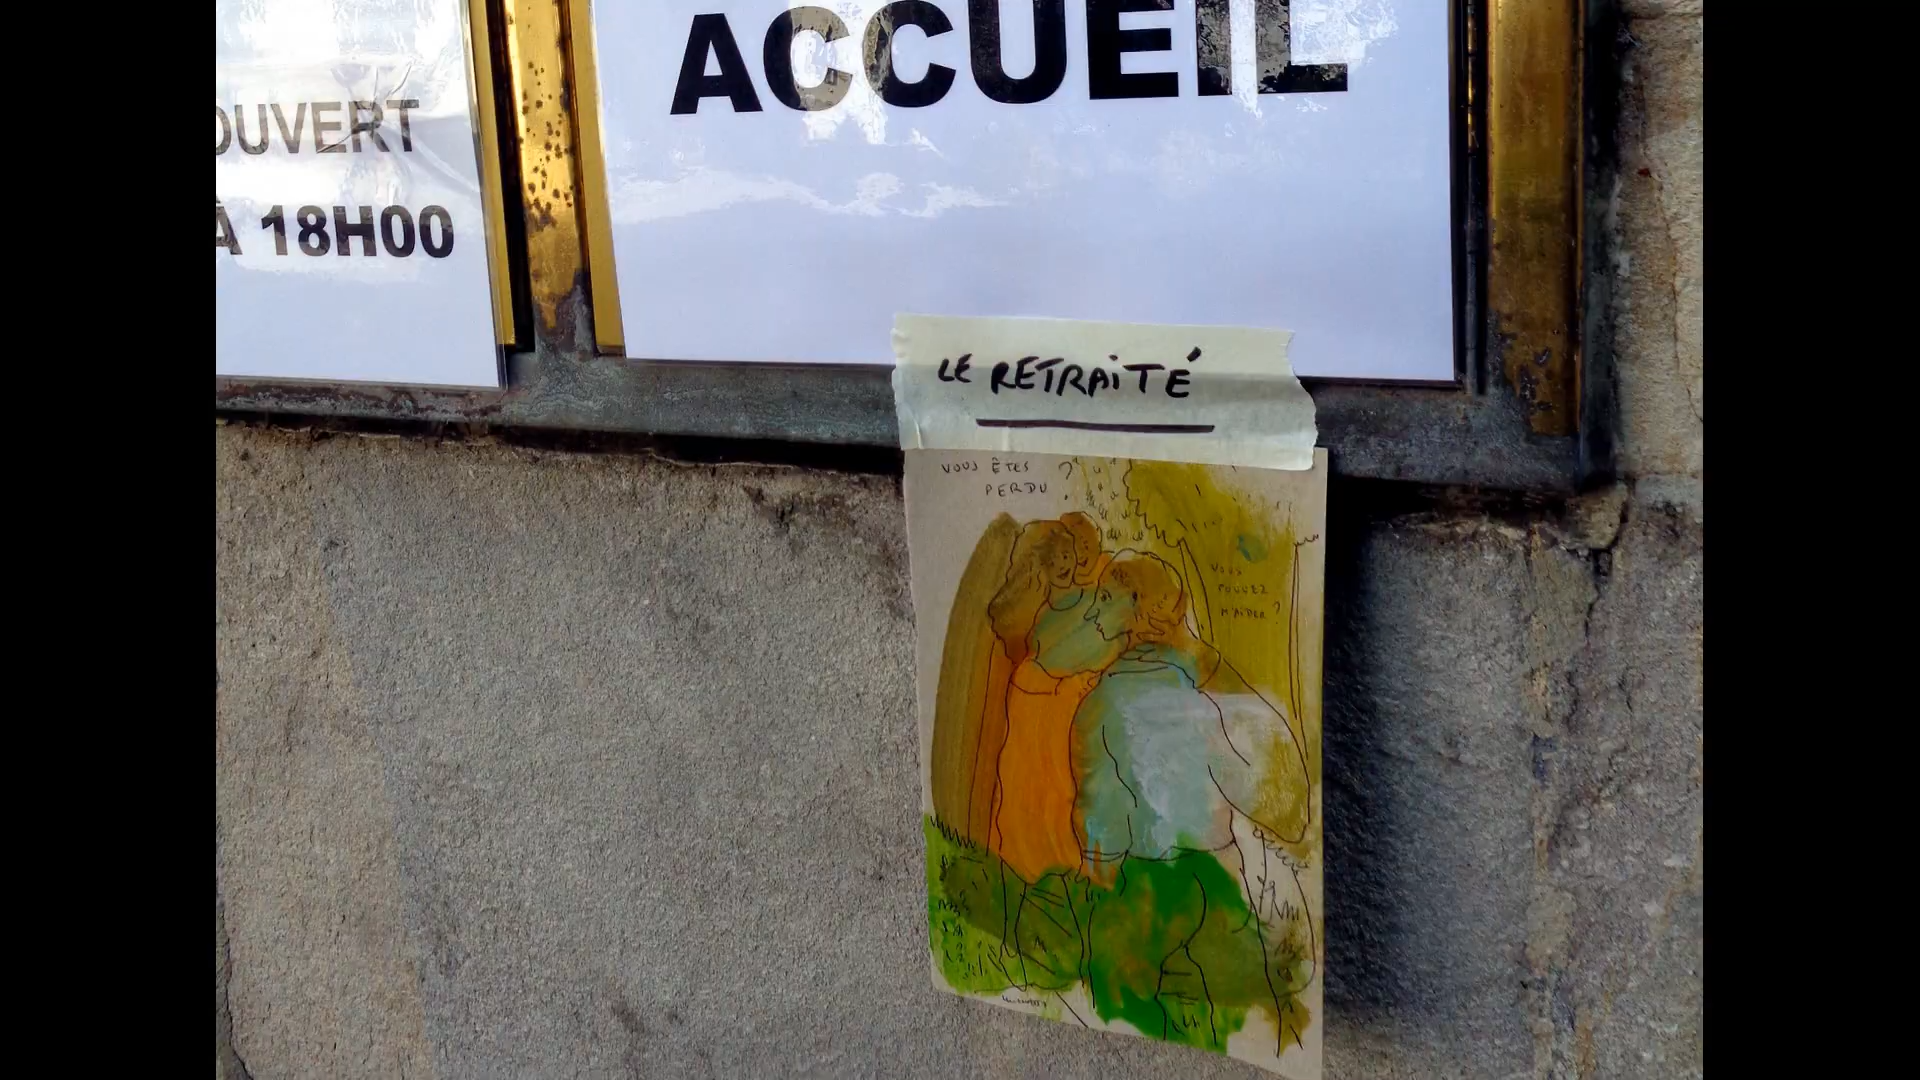 OUVERT
À 18H00
ACCUEIL
LE RETRAiTÉ
VOUS ÊTES
PERDU ?
VOUS
POUVEZ
M'AIDER ?